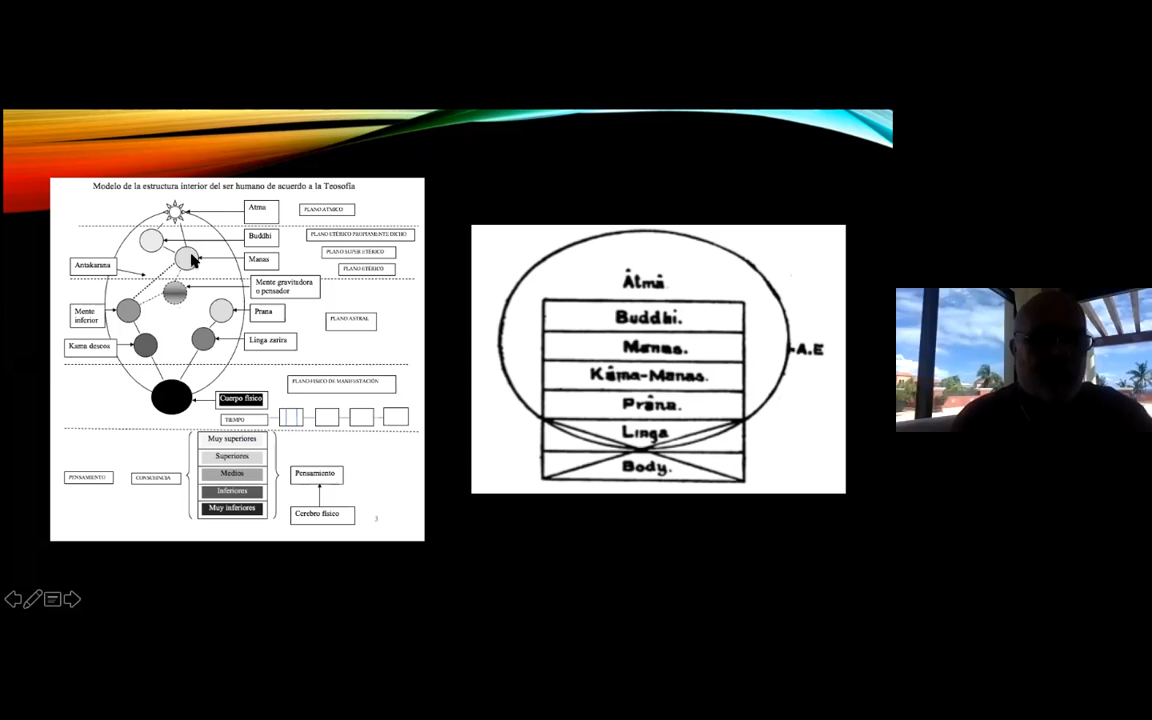 Modelo de la estructura interior del ser humano de acuerdo a la Teosofía
Atma
PLANO ATMICO
Buddhi
PLANO ETÉRICO PROPIAMENTE DICHO
PLANO SUPER ETÉRICO
Manas
PLANO ETÉRICO
Antakarana
Mente gravitadora
o pensador
Mente
inferior
Prana
PLANO ASTRAL
Kama deseos
Linga zarira
PLANO FISICO DE MANIFESTACIÓN
Cuerpo físico
TIEMPO
Muy superiores
Superiores
Medios
Inferiores
Muy inferiores
PENSAMIENTO
CONSCIENCIA
Pensamiento
Cerebro físico
3
Âtmâ.
Buddhi.
Manas.
Kâma-Manas.
Prâna.
Linga
Body.
A.E